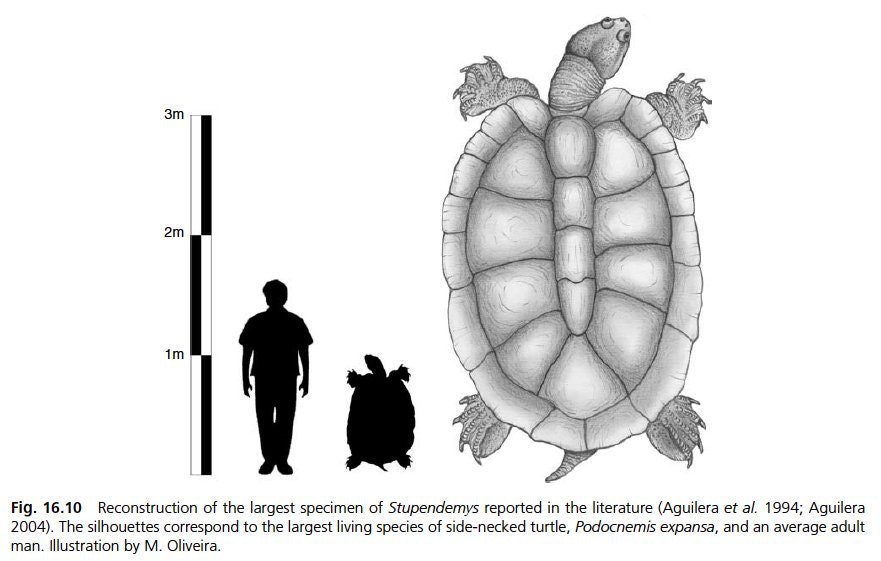 3m
2m
1m
Fig. 16.10 Reconstruction of the largest specimen of Stupendemys reported in the literature (Aguilera et al. 1994; Aguilera
2004). The silhouettes correspond to the largest living species of side-necked turtle, Podocnemis expansa, and an average adult
man. Illustration by M. Oliveira.